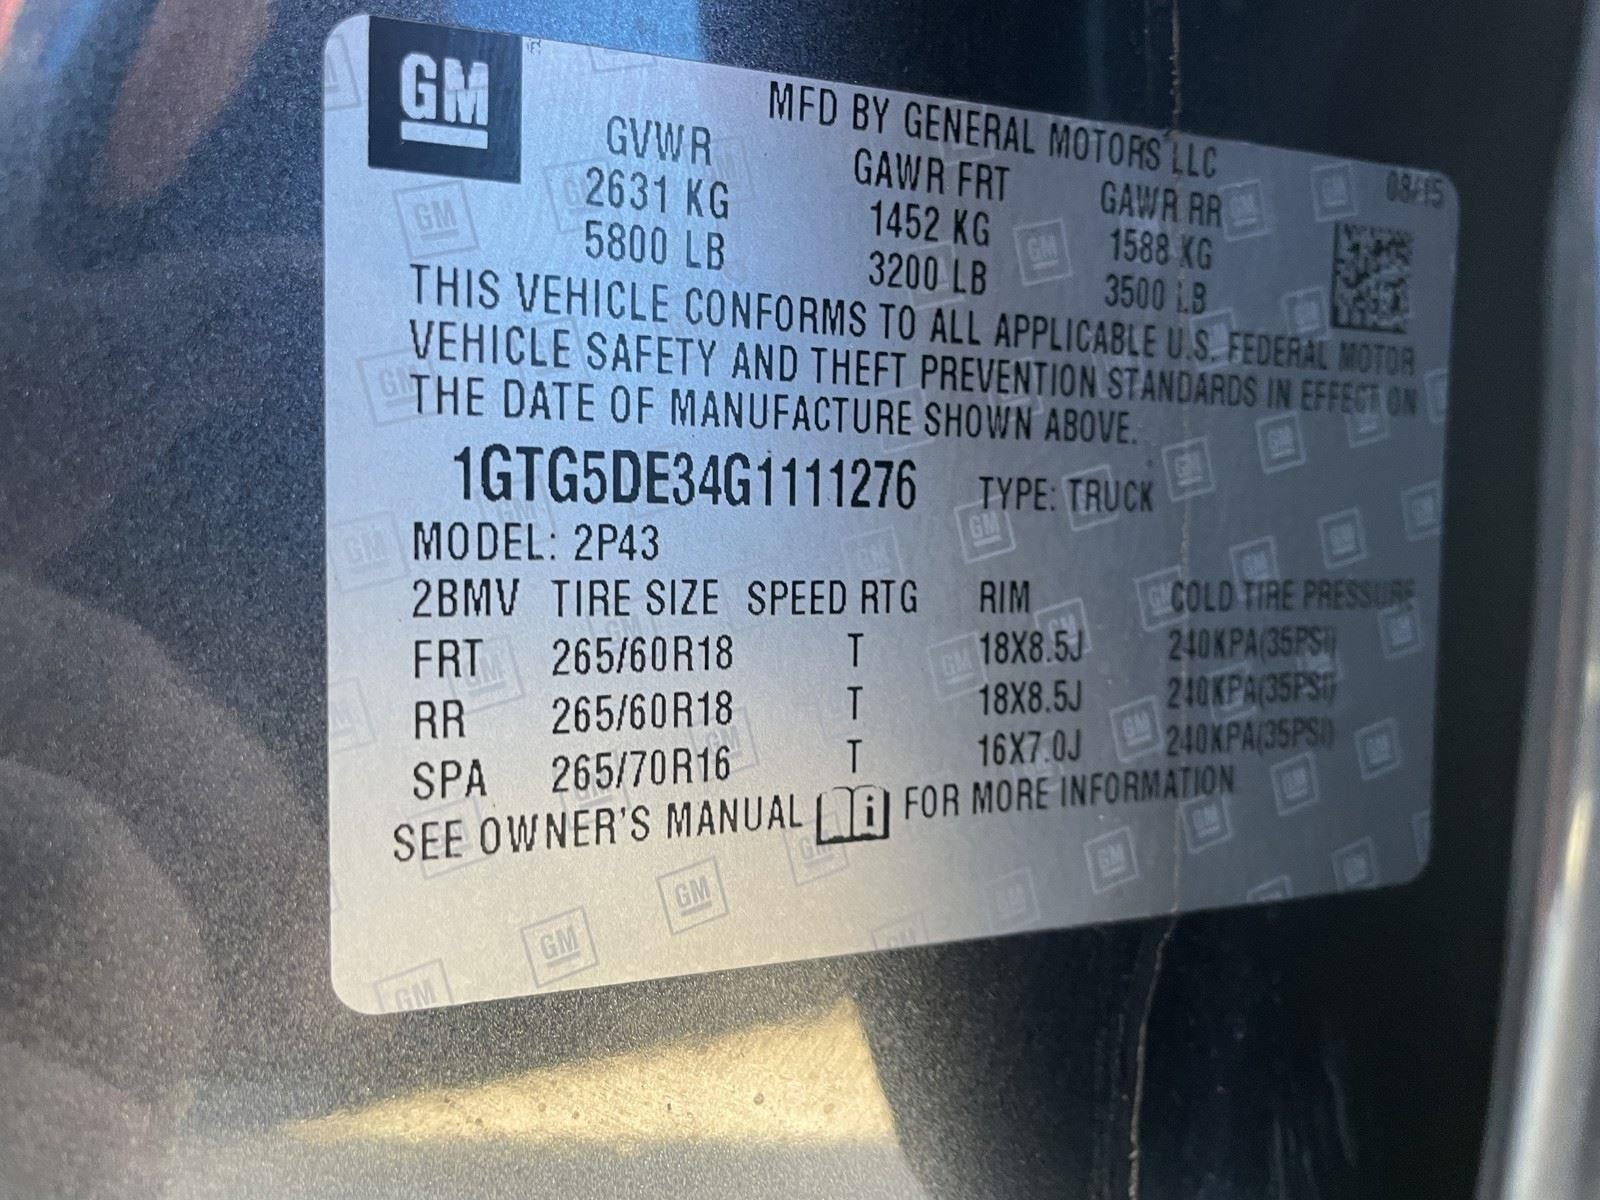 GM
MFD BY GENERAL MOTORS LLC
08/15
GVWR GAWR FRT GAWR RR
2631 KG 1452 KG 1588 KG
5800 LB 3200 LB 3500 LB
THIS VEHICLE CONFORMS TO ALL APPLICABLE U.S. FEDERAL MOTOR
VEHICLE SAFETY AND THEFT PREVENTION STANDARDS IN EFFECT ON
THE DATE OF MANUFACTURE SHOWN ABOVE.
1GTG5DE34G1111276 TYPE: TRUCK
MODEL: 2P43
2BMV TIRE SIZE SPEED RTG RIM COLD TIRE PRESSURE
FRT 265/60R18 T 18X8.5J 240KPA(35PSI)
RR 265/60R18 T 18X8.5J 240KPA(35PSI)
SPA 265/70R16 T 16X7.0J 240KPA(35PSI)
SEE OWNER'S MANUAL i FOR MORE INFORMATION